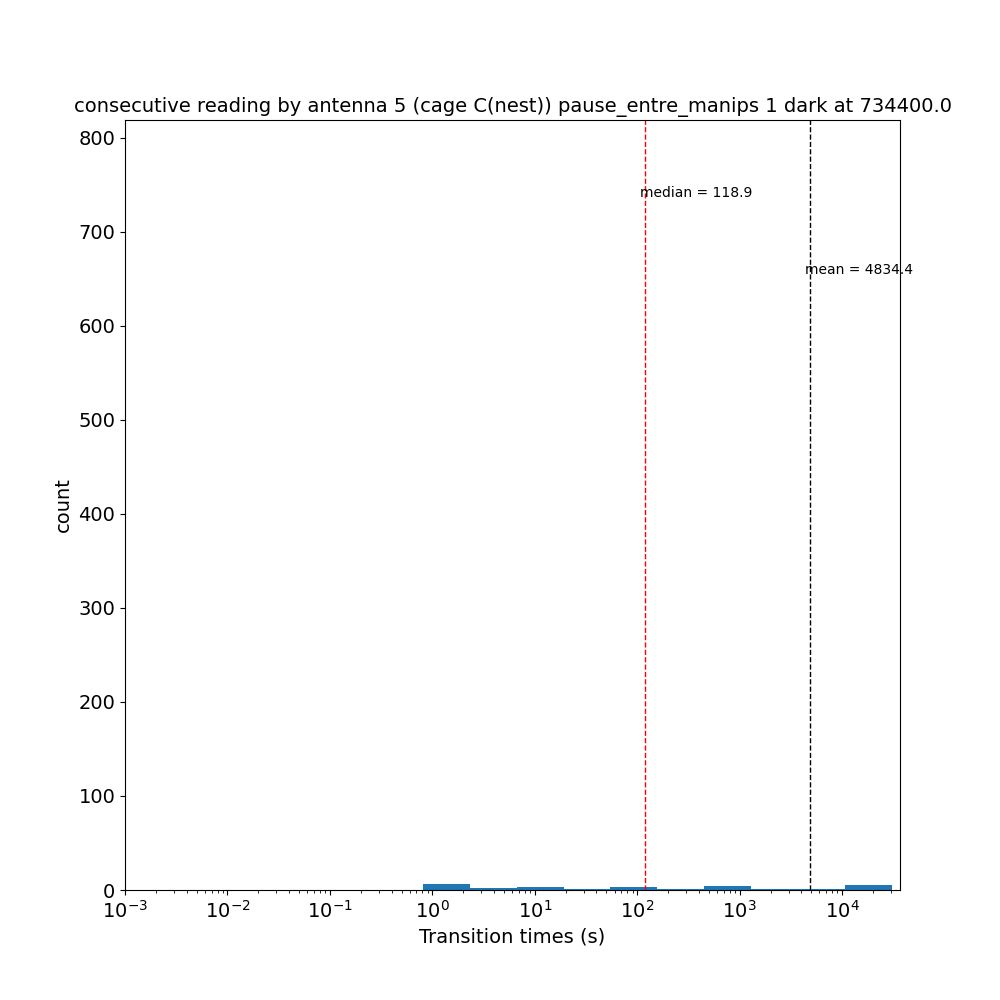 consecutive reading by antenna 5 (cage C(nest)) pause_entre_manips 1 dark at 734400.0
800
700
600
500
400
300
200
100
0
count
median = 118.9
mean = 4834.4
10⁻³ 10⁻² 10⁻¹ 10⁰ 10¹ 10² 10³ 10⁴
Transition times (s)